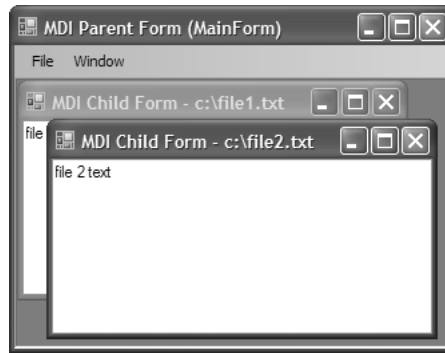 MDI Parent Form (MainForm)
File Window
MDI Child Form - c:\file1.txt
file
MDI Child Form - c:\file2.txt
file 2 text